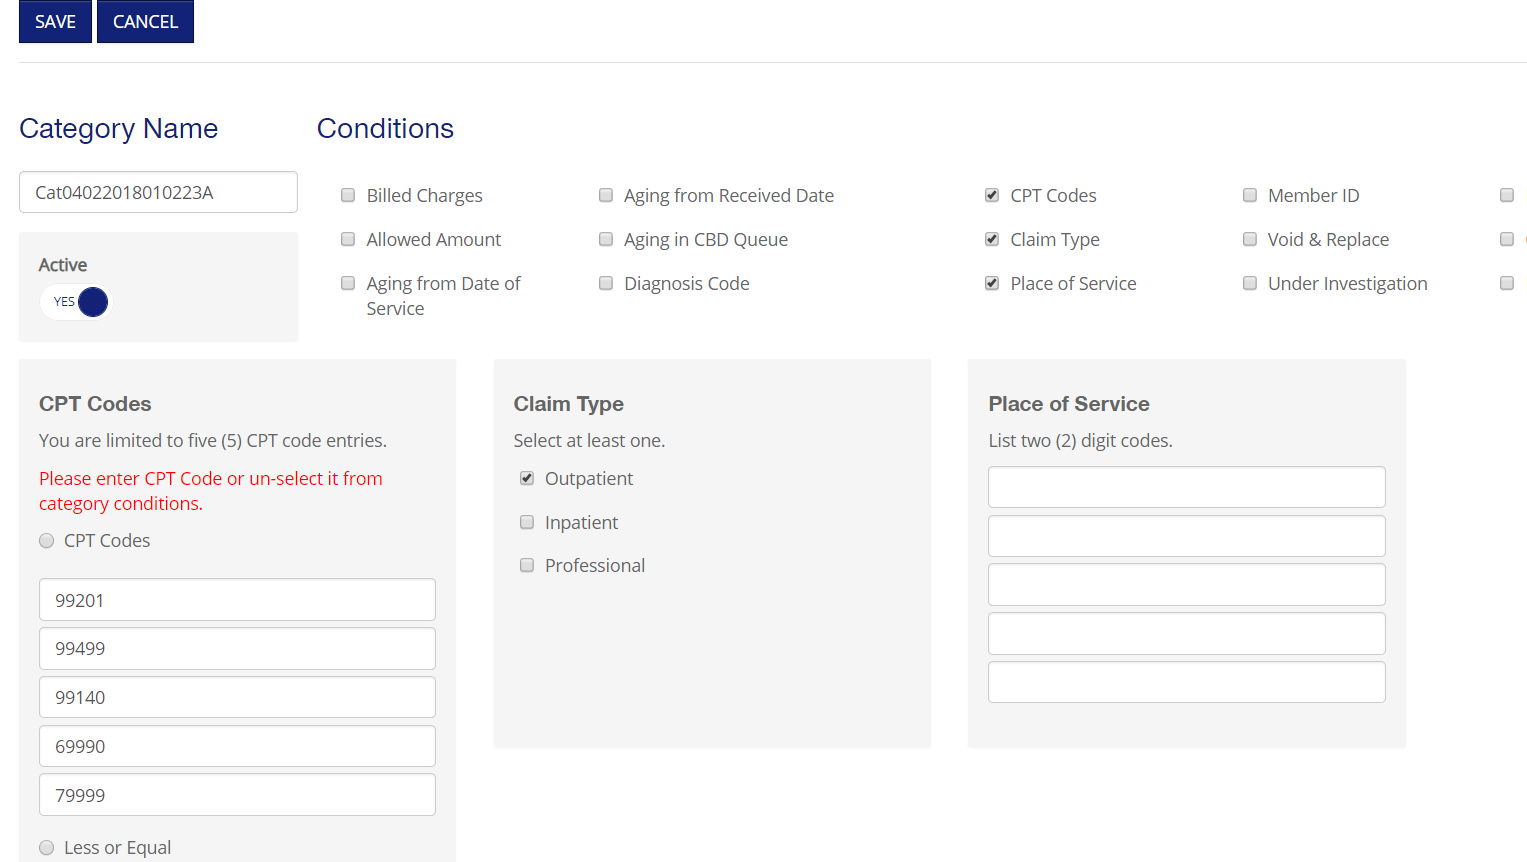 SAVE CANCEL
Category Name
Conditions
Cat04022018010223A
Active
YES
Billed Charges
Aging from Received Date
CPT Codes
Member ID
Allowed Amount
Aging in CBD Queue
Claim Type
Void & Replace
Aging from Date of
Service
Diagnosis Code
Place of Service
Under Investigation
CPT Codes
You are limited to five (5) CPT code entries.
Please enter CPT Code or un-select it from
category conditions.
CPT Codes
99201
99499
99140
69990
79999
Less or Equal
Claim Type
Select at least one.
Outpatient
Inpatient
Professional
Place of Service
List two (2) digit codes.